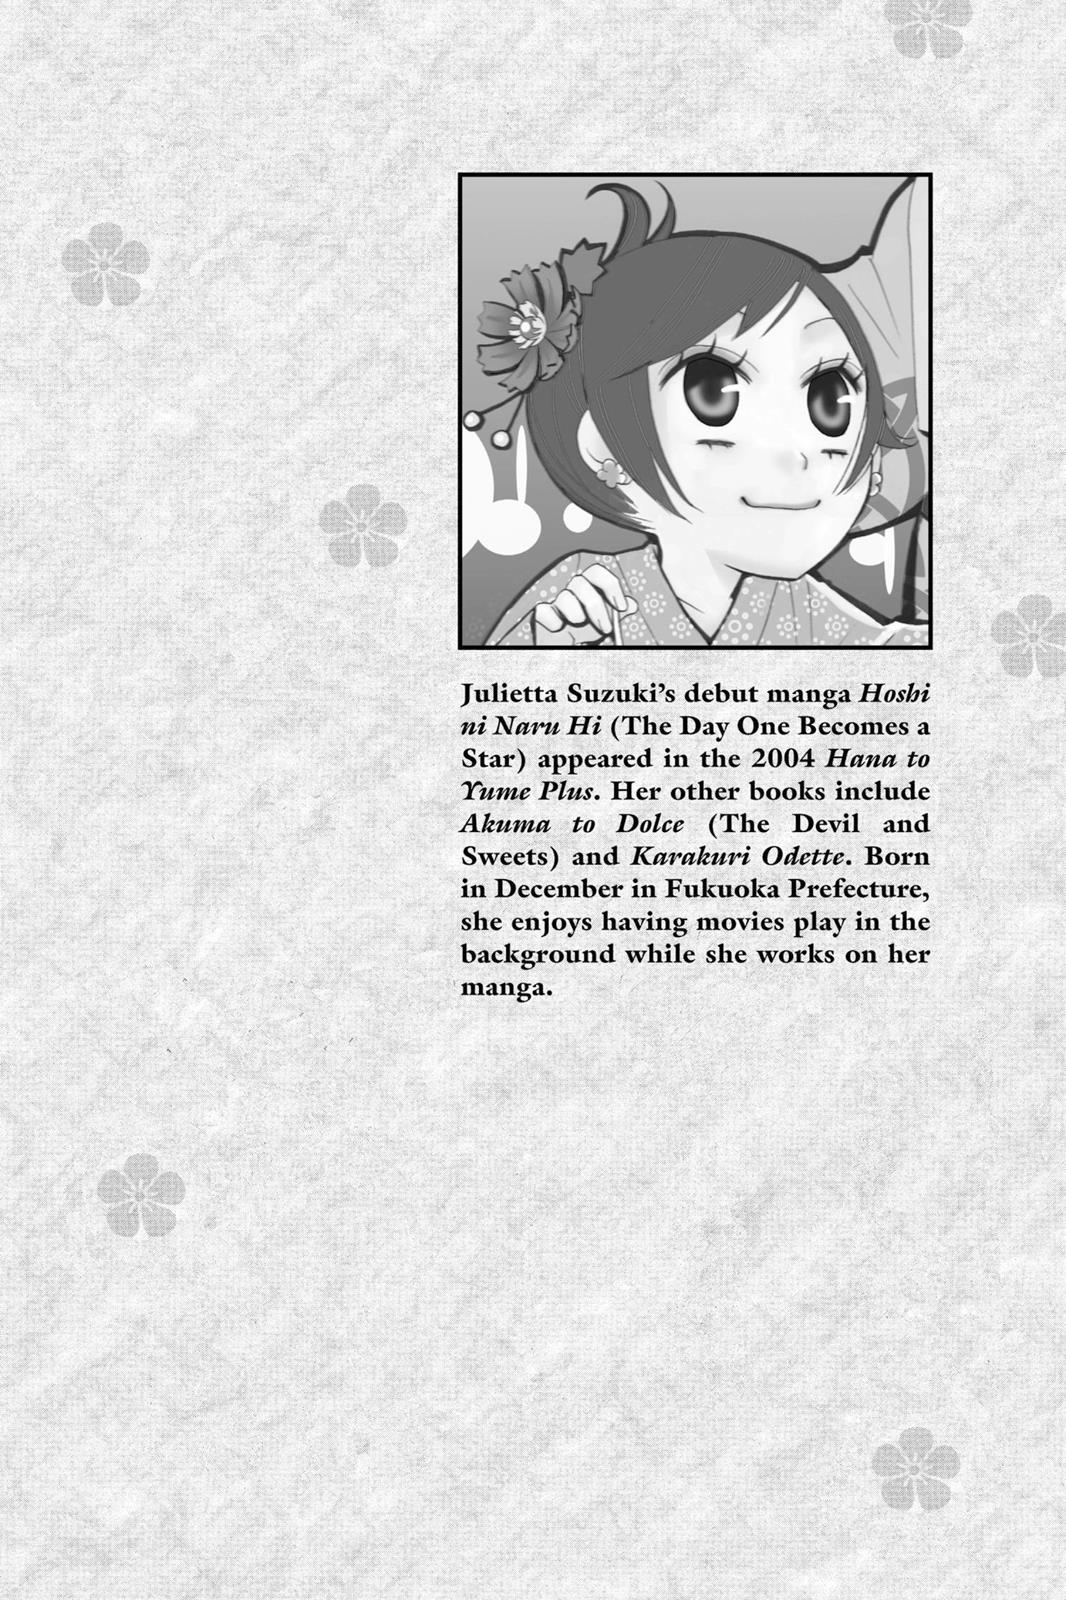 Julietta Suzuki’s debut manga Hoshi
ni Naru Hi (The Day One Becomes a
Star) appeared in the 2004 Hana to
Yume Plus. Her other books include
Akuma to Dolce (The Devil and
Sweets) and Karakuri Odette. Born
in December in Fukuoka Prefecture,
she enjoys having movies play in the
background while she works on her
manga.